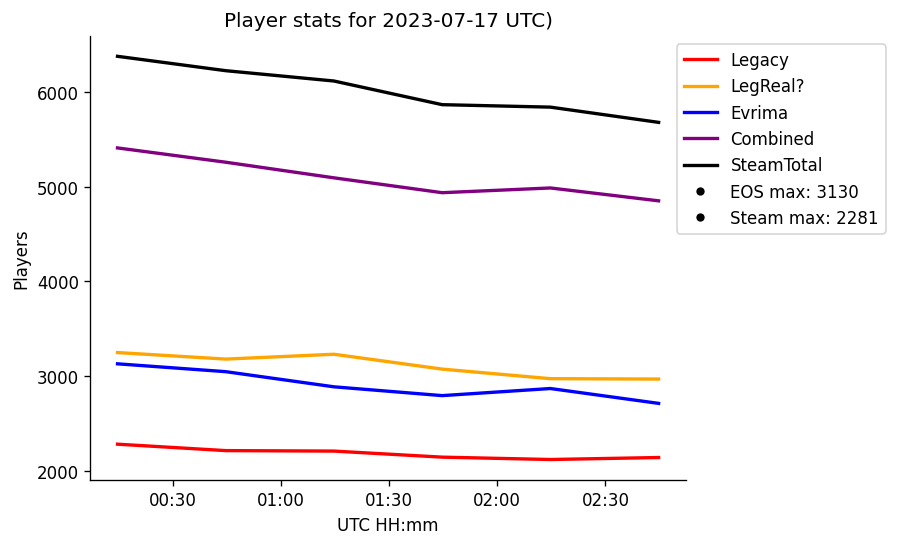 Player stats for 2023-07-17 UTC)
Legacy
LegReal?
Evrima
Combined
SteamTotal
EOS max: 3130
Steam max: 2281
Players
6000
5000
4000
3000
2000
00:30 01:00 01:30 02:00 02:30
UTC HH:mm